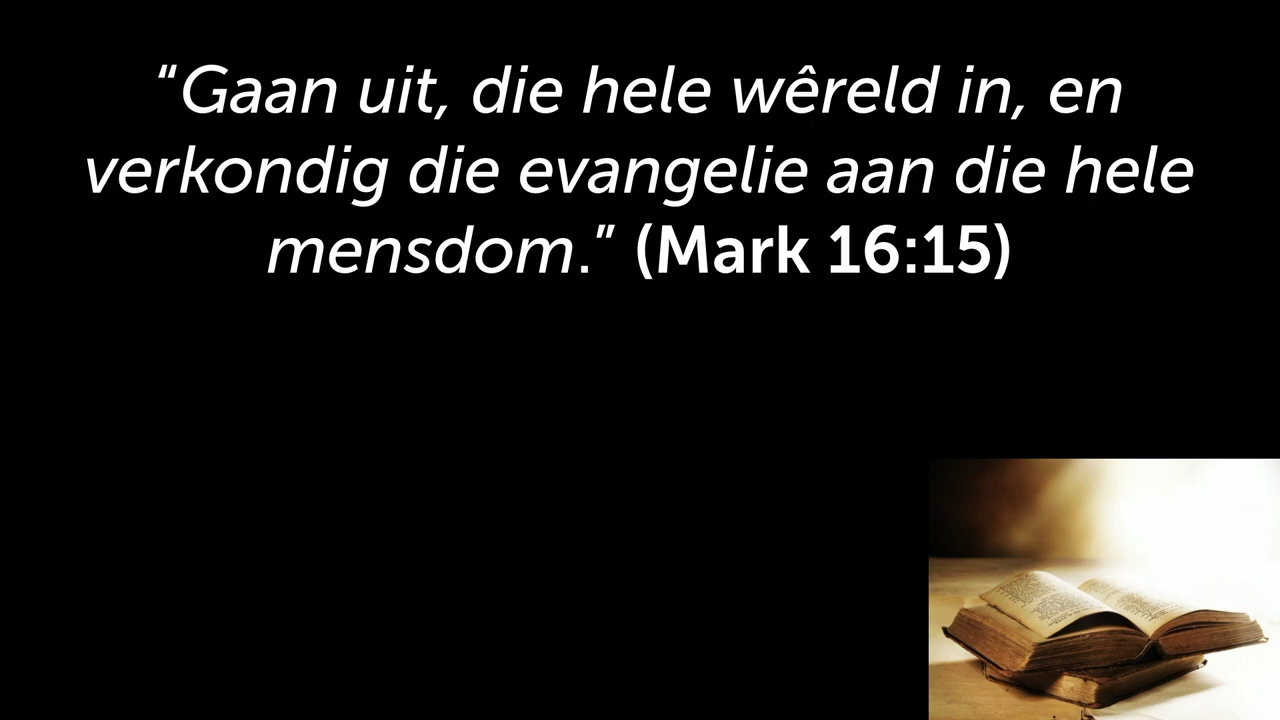 “Gaan uit, die hele wêreld in, en
verkondig die evangelie aan die hele
mensdom.” (Mark 16:15)